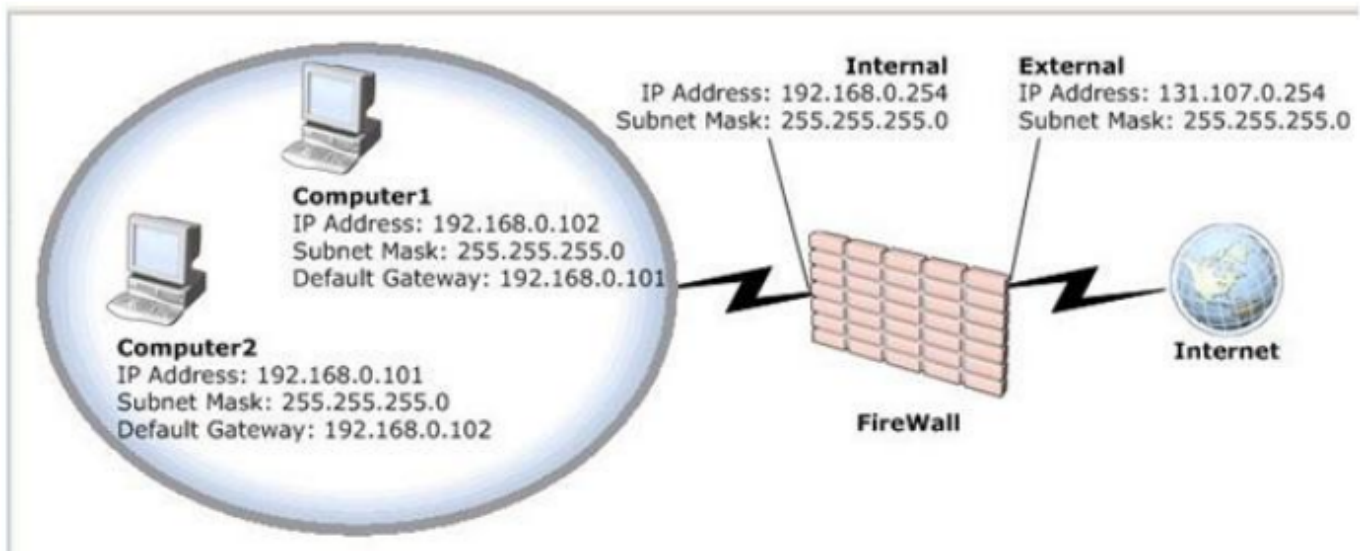 Internal
IP Address: 192.168.0.254
Subnet Mask: 255.255.255.0
External
IP Address: 131.107.0.254
Subnet Mask: 255.255.255.0
Computer1
IP Address: 192.168.0.102
Subnet Mask: 255.255.255.0
Default Gateway: 192.168.0.101
Computer2
IP Address: 192.168.0.101
Subnet Mask: 255.255.255.0
Default Gateway: 192.168.0.102
FireWall
Internet